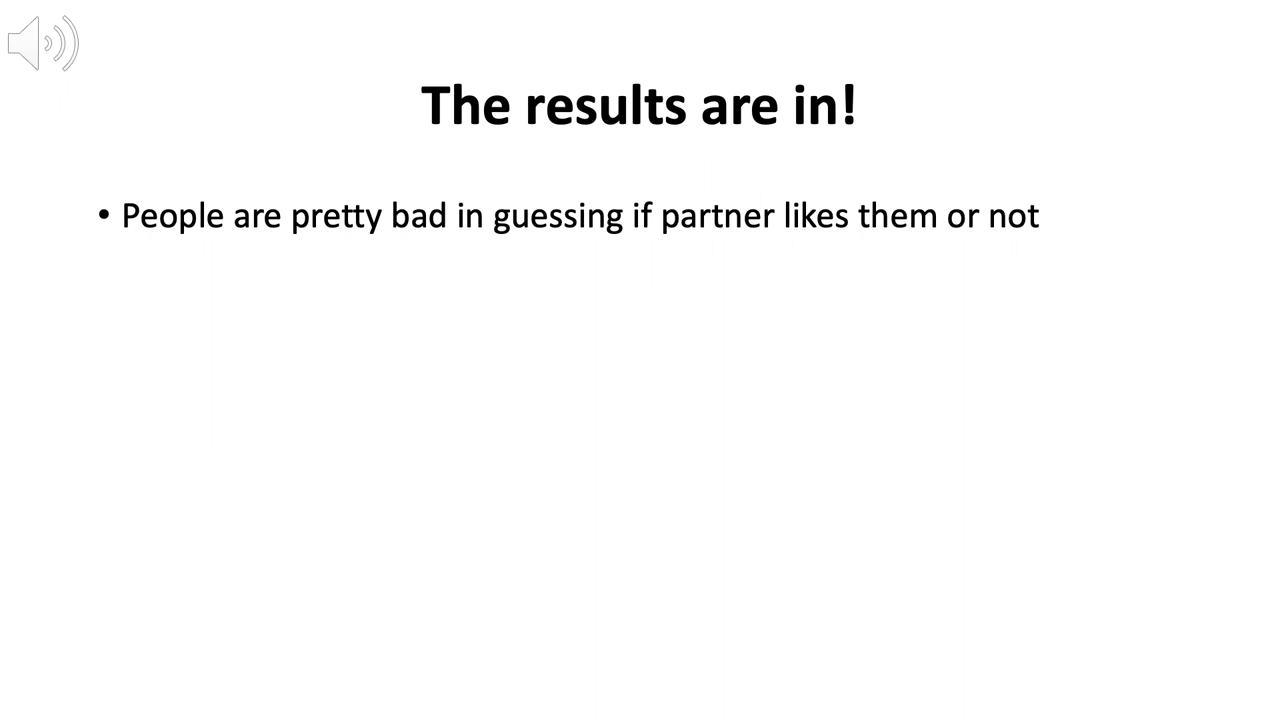 The results are in!
• People are pretty bad in guessing if partner likes them or not